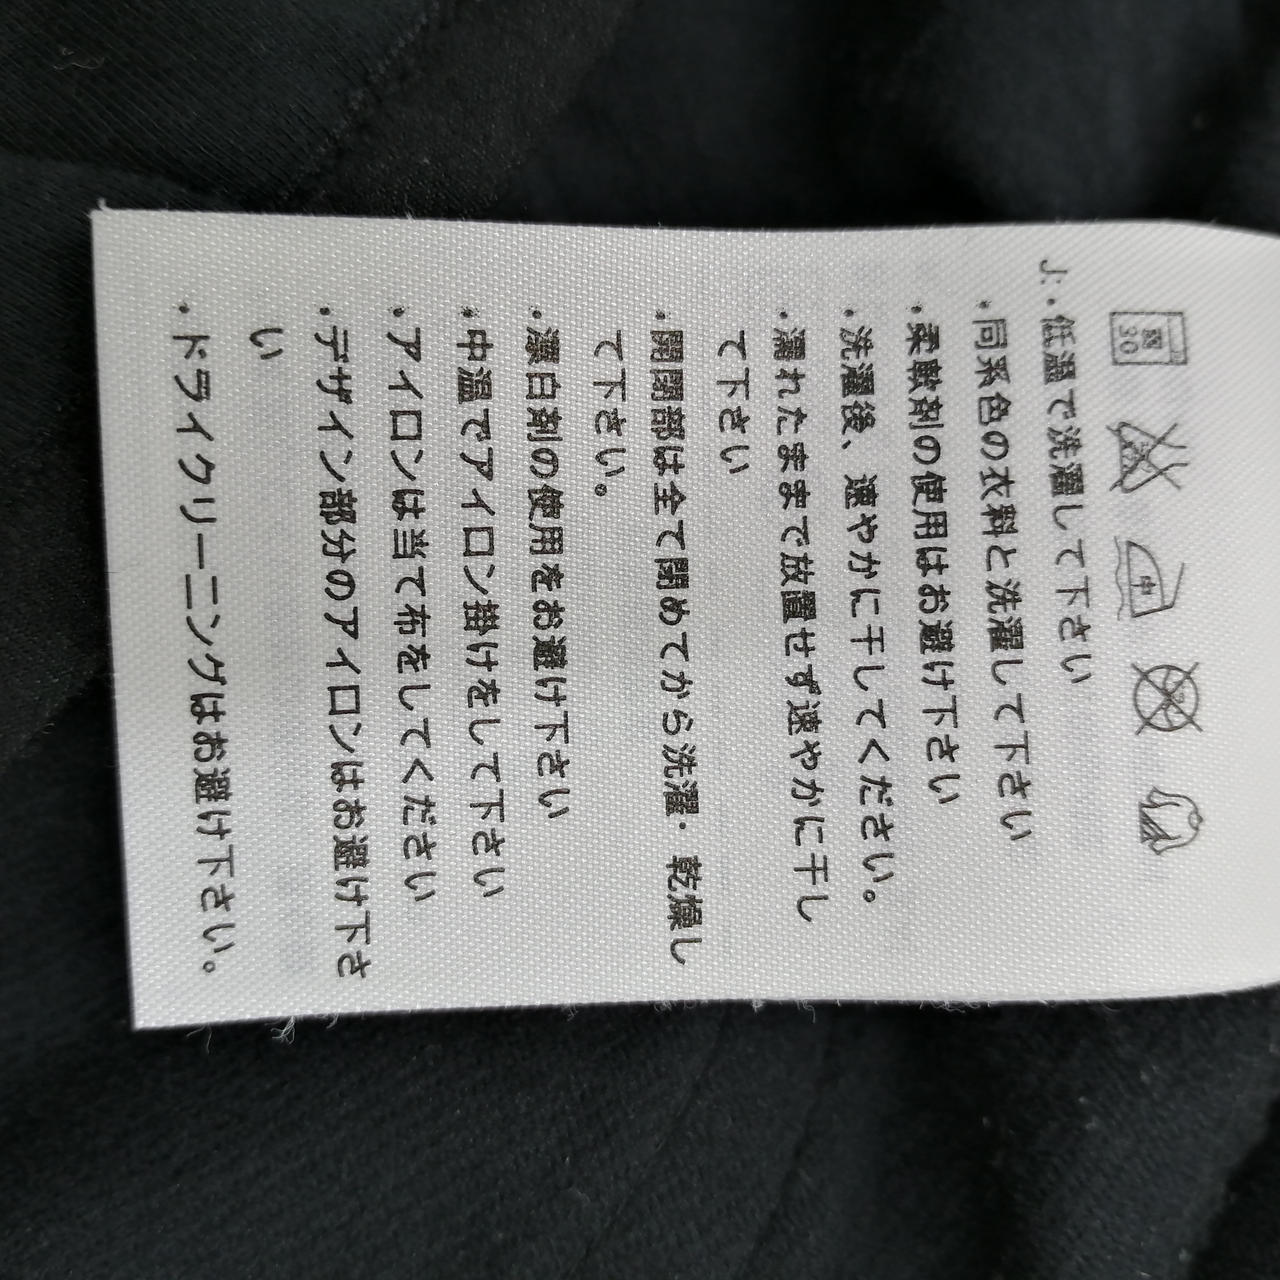 弱
30
中
J: ・低温で洗濯して下さい
・同系色の衣料と洗濯して下さい
・柔軟剤の使用はお避け下さい
・洗濯後、速やかに干してください。
・濡れたままで放置せず速やかに干し
て下さい
・開閉部は全て閉めてから洗濯・乾燥し
て下さい。
・漂白剤の使用をお避け下さい
・中温でアイロン掛けをして下さい
・アイロンは当て布をしてください
・デザイン部分のアイロンはお避け下さ
い
・ドライクリーニングはお避け下さい。